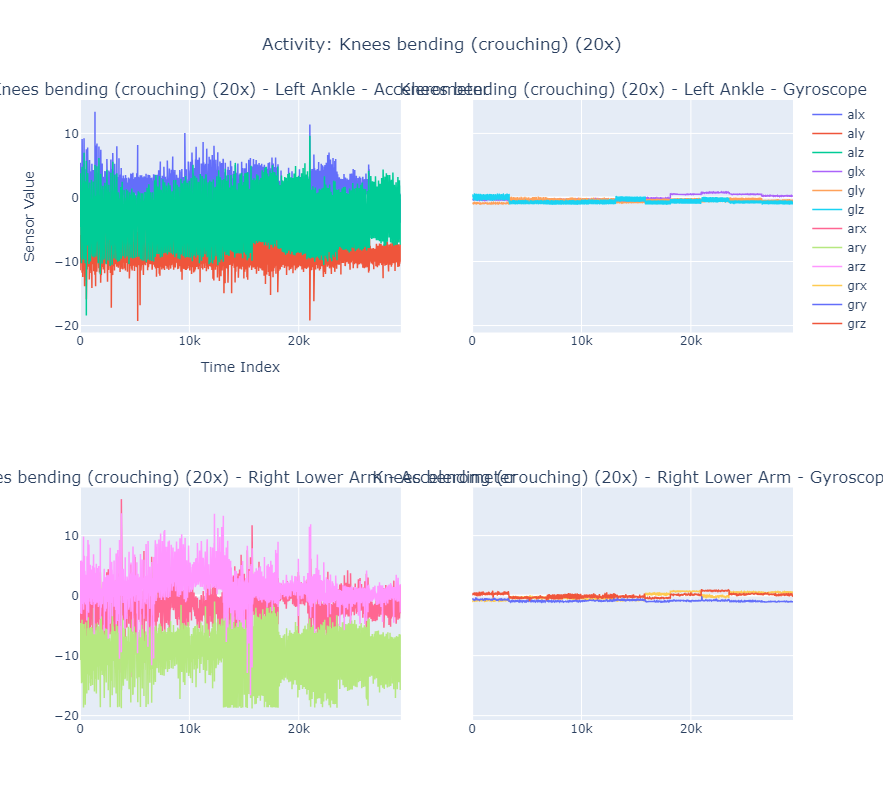 Activity: Knees bending (crouching) (20x)
Knees bending (crouching) (20x) - Left Ankle - Accelerometer
Knees bending (crouching) (20x) - Left Ankle - Gyroscope
10
0
−10
−20
Sensor Value
0
10k
20k
Time Index
0
10k
20k
alx
aly
alz
glx
gly
glz
arx
ary
arz
grx
gry
grz
es bending (crouching) (20x) - Right Lower Arm - Accelerometer
Knees bending (crouching) (20x) - Right Lower Arm - Gyroscop
10
0
−10
−20
0
10k
20k
0
10k
20k